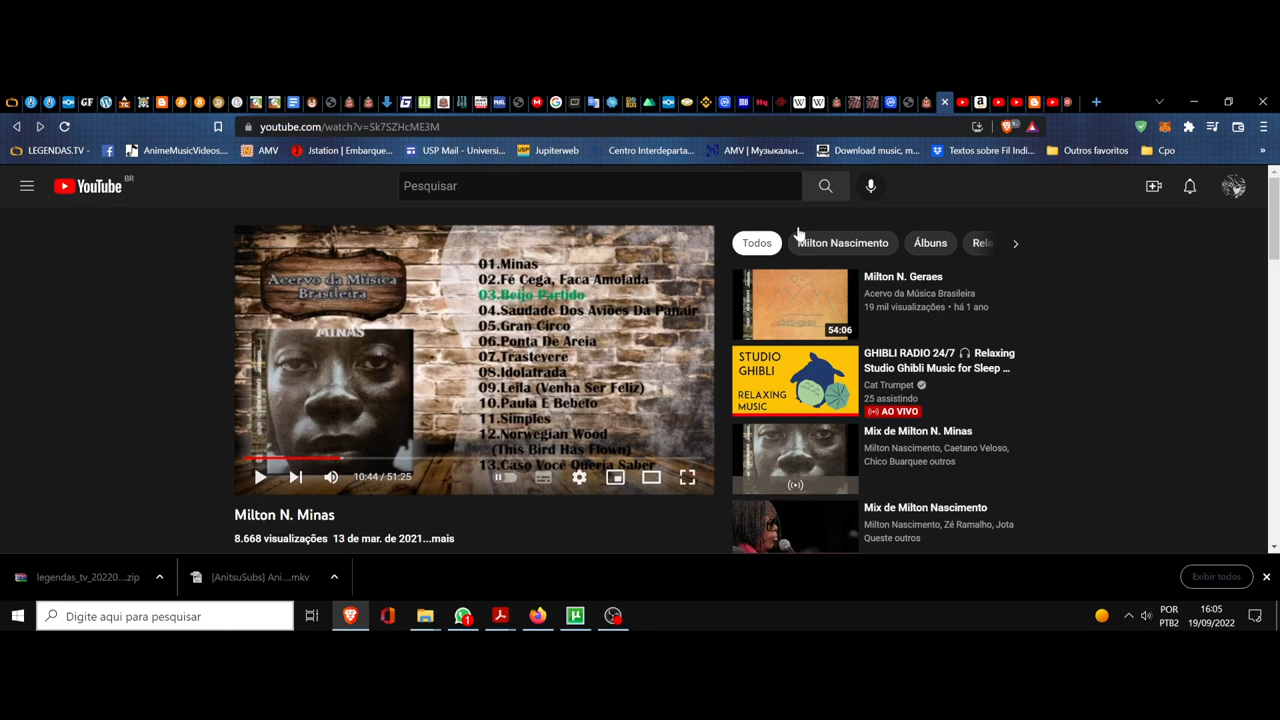 youtube.com/watch?v=Sk7SZHcME3M
LEGENDAS.TV -
AnimeMusicVideos...
AMV
Jstation | Embarque...
USP Mail - Universi...
Jupiterweb
Centro Interdeparta...
AMV | Музыкальн...
Download music, m...
Textos sobre Fil Indi...
Outros favoritos
Cpo
»
YouTube BR
Pesquisar
Acervo da Música
Brasileira
MINAS
01.Minas
02.Fé Cega, Faca Amolada
03.Beijo Partido
04.Saudade Dos Aviões Da Panair
05.Gran Circo
06.Ponta De Areia
07.Trastevere
08.Idolatrada
09.Leila (Venha Ser Feliz)
10.Paula E Bebeto
11.Simples
12.Norwegian Wood
(This Bird Has Flown)
13.Caso Você Queria Saber
10:44 / 51:25
Milton N. Minas
8.668 visualizações 13 de mar. de 2021...mais
Todos
Milton Nascimento
Álbuns
Rela
54:06
Milton N. Geraes
Acervo da Música Brasileira
19 mil visualizações • há 1 ano
STUDIO
GHIBLI
RELAXING
MUSIC
GHIBLI RADIO 24/7 🎧 Relaxing
Studio Ghibli Music for Sleep ...
Cat Trumpet
25 assistindo
AO VIVO
Mix de Milton N. Minas
Milton Nascimento, Caetano Veloso,
Chico Buarquee outros
Mix de Milton Nascimento
Milton Nascimento, Zé Ramalho, Jota
Queste outros
legendas_tv_20220....zip
[AnitsuSubs] Ani....mkv
Exibir todos
Digite aqui para pesquisar
1
POR
PTB2
16:05
19/09/2022